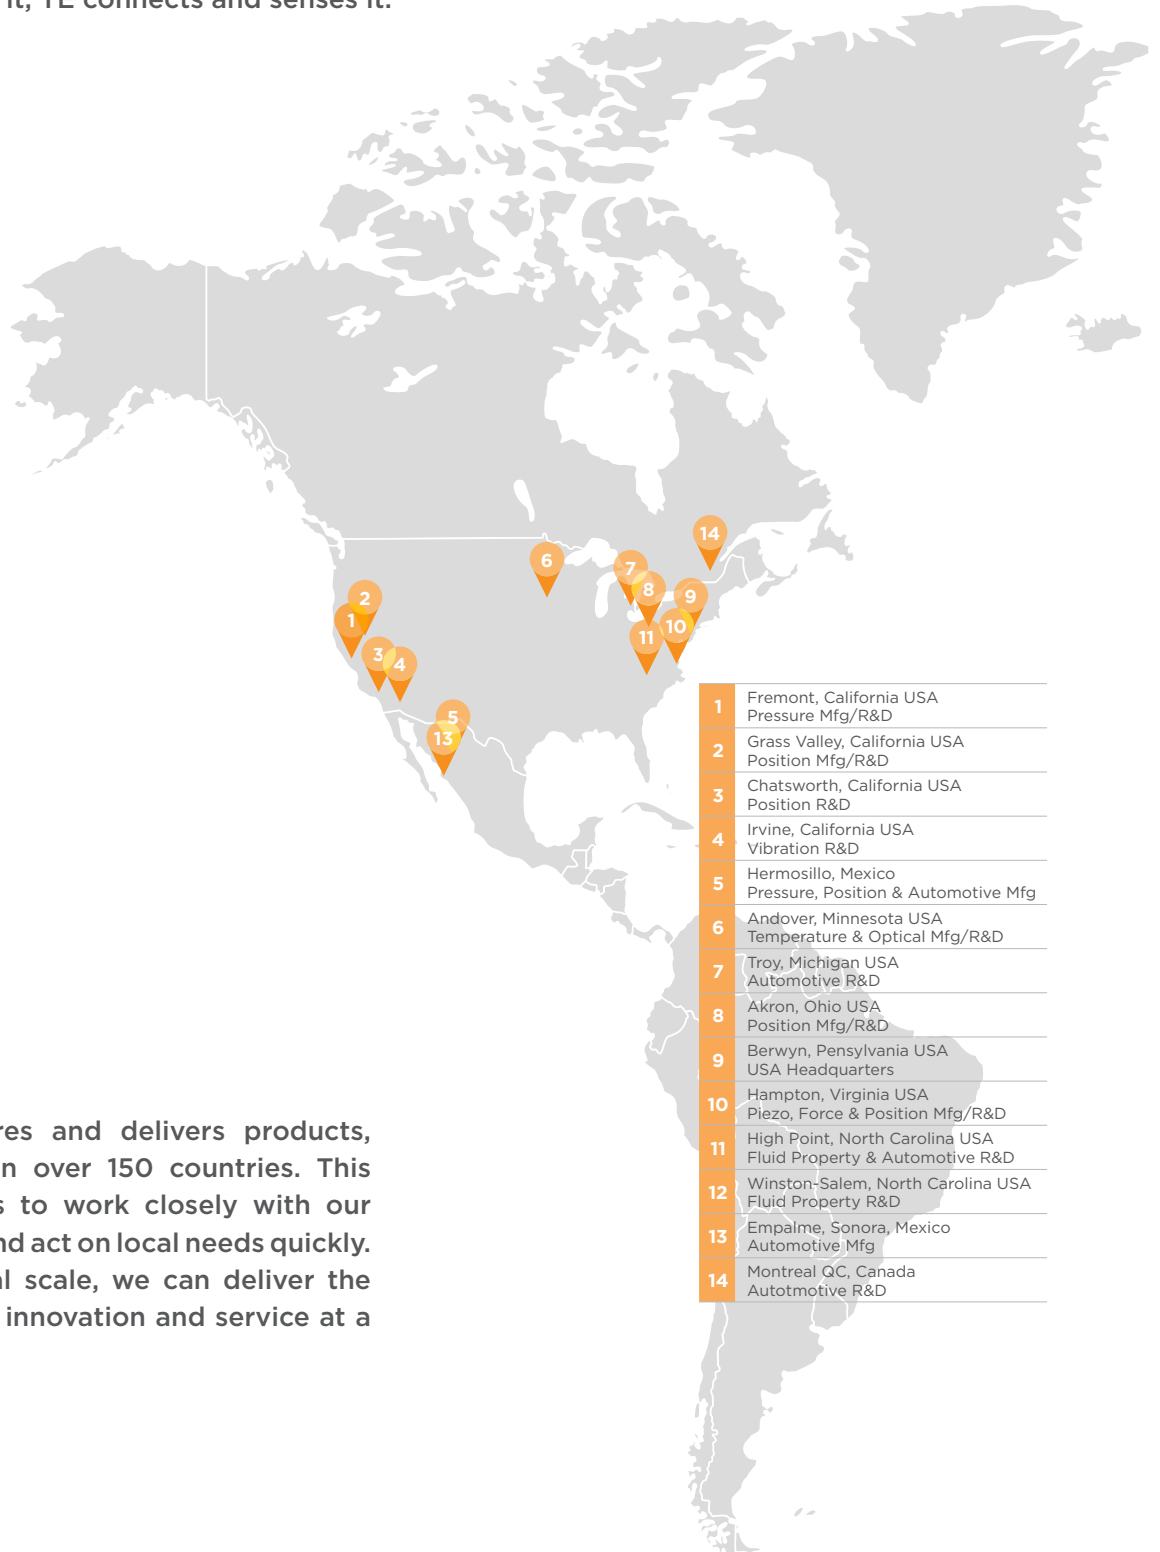 it, TE connects and senses it.
14
6
7
8
9
2
1
10
11
3
4
5
13
1
Fremont, California USA
Pressure Mfg/R&D
2
Grass Valley, California USA
Position Mfg/R&D
3
Chatsworth, California USA
Position R&D
4
Irvine, California USA
Vibration R&D
5
Hermosillo, Mexico
Pressure, Position & Automotive Mfg
6
Andover, Minnesota USA
Temperature & Optical Mfg/R&D
7
Troy, Michigan USA
Automotive R&D
8
Akron, Ohio USA
Position Mfg/R&D
9
Berwyn, Pensylvania USA
USA Headquarters
10
Hampton, Virginia USA
Piezo, Force & Position Mfg/R&D
11
High Point, North Carolina USA
Fluid Property & Automotive R&D
12
Winston-Salem, North Carolina USA
Fluid Property R&D
13
Empalme, Sonora, Mexico
Automotive Mfg
14
Montreal QC, Canada
Autotmotive R&D
res and delivers products,
n over 150 countries. This
s to work closely with our
nd act on local needs quickly.
al scale, we can deliver the
innovation and service at a